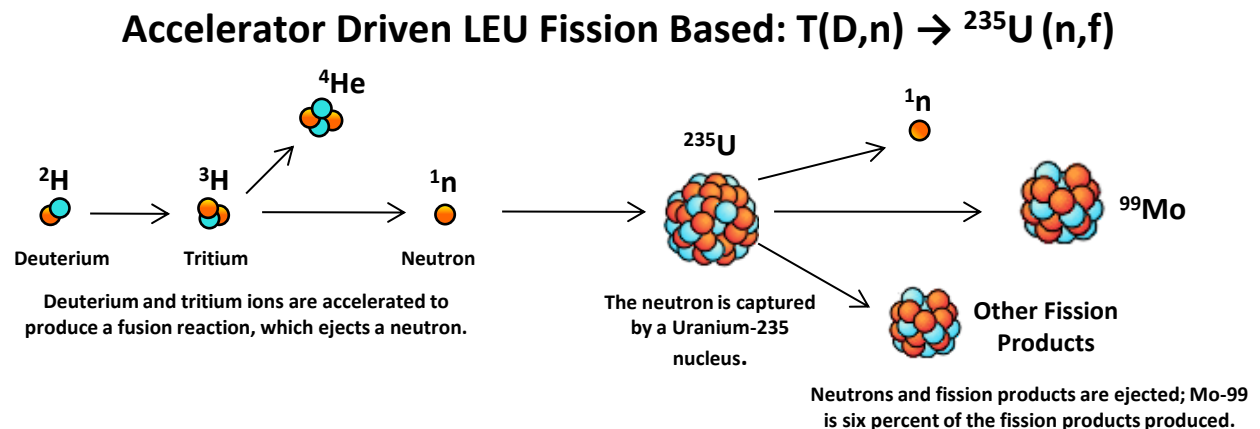 Accelerator Driven LEU Fission Based: T(D,n) → ²³⁵U (n,f)
⁴He
¹n
²³⁵U
²H
³H
¹n
⁹⁹Mo
Deuterium
Tritium
Neutron
Deuterium and tritium ions are accelerated to
produce a fusion reaction, which ejects a neutron.
The neutron is captured
by a Uranium-235
nucleus.
Other Fission
Products
Neutrons and fission products are ejected; Mo-99
is six percent of the fission products produced.